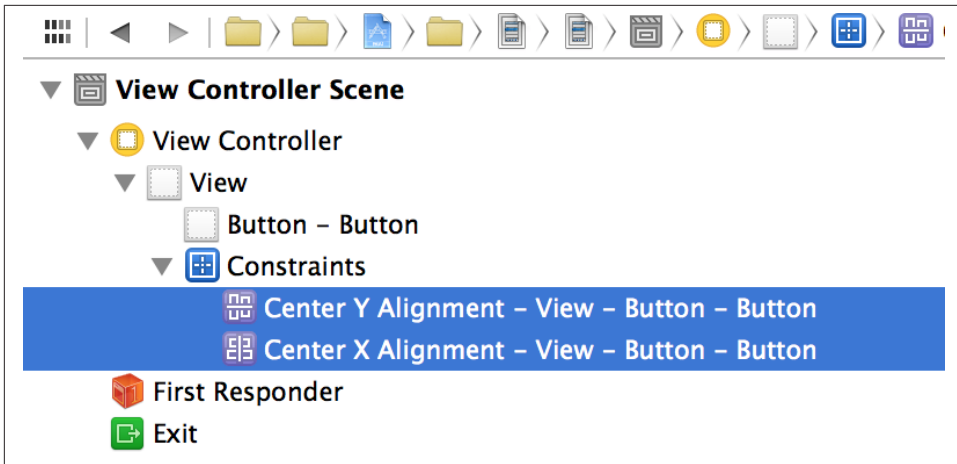 View Controller Scene
View Controller
View
Button – Button
Constraints
Center Y Alignment – View – Button – Button
Center X Alignment – View – Button – Button
First Responder
Exit